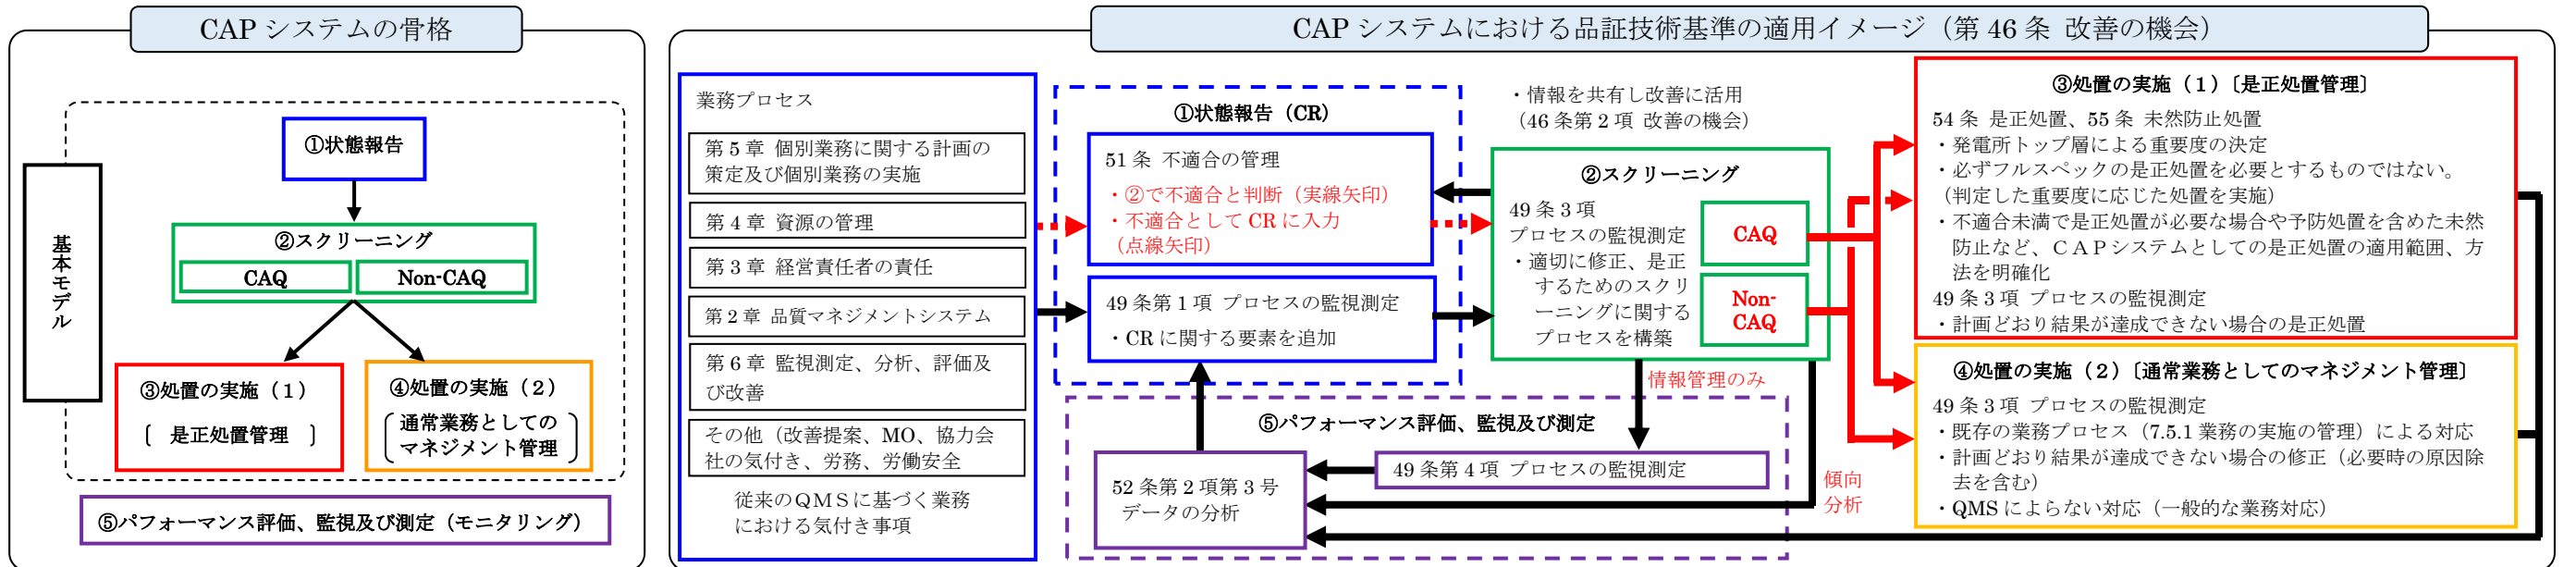 CAP システムの骨格
基本モデル
①状態報告
②スクリーニング
CAQ
Non-CAQ
③処置の実施（１）
〔 是正処置管理 〕
④処置の実施（２）
通常業務としての
マネジメント管理
⑤パフォーマンス評価、監視及び測定（モニタリング）
CAP システムにおける品証技術基準の適用イメージ（第 46 条 改善の機会）
業務プロセス
第 5 章 個別業務に関する計画の
策定及び個別業務の実施
第 4 章 資源の管理
第 3 章 経営責任者の責任
第 2 章 品質マネジメントシステム
第 6 章 監視測定、分析、評価及
び改善
その他（改善提案、MO、協力会
社の気付き、労務、労働安全
従来のＱＭＳに基づく業務
における気付き事項
①状態報告（CR）
51 条 不適合の管理
・②で不適合と判断（実線矢印）
・不適合として CR に入力
（点線矢印）
49 条第 1 項 プロセスの監視測定
・CR に関する要素を追加
・情報を共有し改善に活用
（46 条第 2 項 改善の機会）
②スクリーニング
49 条 3 項
プロセスの監視測定
・適切に修正、是正
するためのスクリ
ーニングに関する
プロセスを構築
CAQ
Non-
CAQ
情報管理のみ
⑤パフォーマンス評価、監視及び測定
49 条第 4 項 プロセスの監視測定
52 条第 2 項第 3 号
データの分析
傾向
分析
③処置の実施（１）〔是正処置管理〕
54 条 是正処置、55 条 未然防止処置
・発電所トップ層による重要度の決定
・必ずフルスペックの是正処置を必要とするものではない。
（判定した重要度に応じた処置を実施）
・不適合未満で是正処置が必要な場合や予防処置を含めた未然
防止など、ＣＡＰシステムとしての是正処置の適用範囲、方
法を明確化
49 条 3 項 プロセスの監視測定
・計画どおり結果が達成できない場合の是正処置
④処置の実施（２）〔通常業務としてのマネジメント管理〕
49 条 3 項 プロセスの監視測定
・既存の業務プロセス（7.5.1 業務の実施の管理）による対応
・計画どおり結果が達成できない場合の修正（必要時の原因除
去を含む）
・QMS によらない対応（一般的な業務対応）